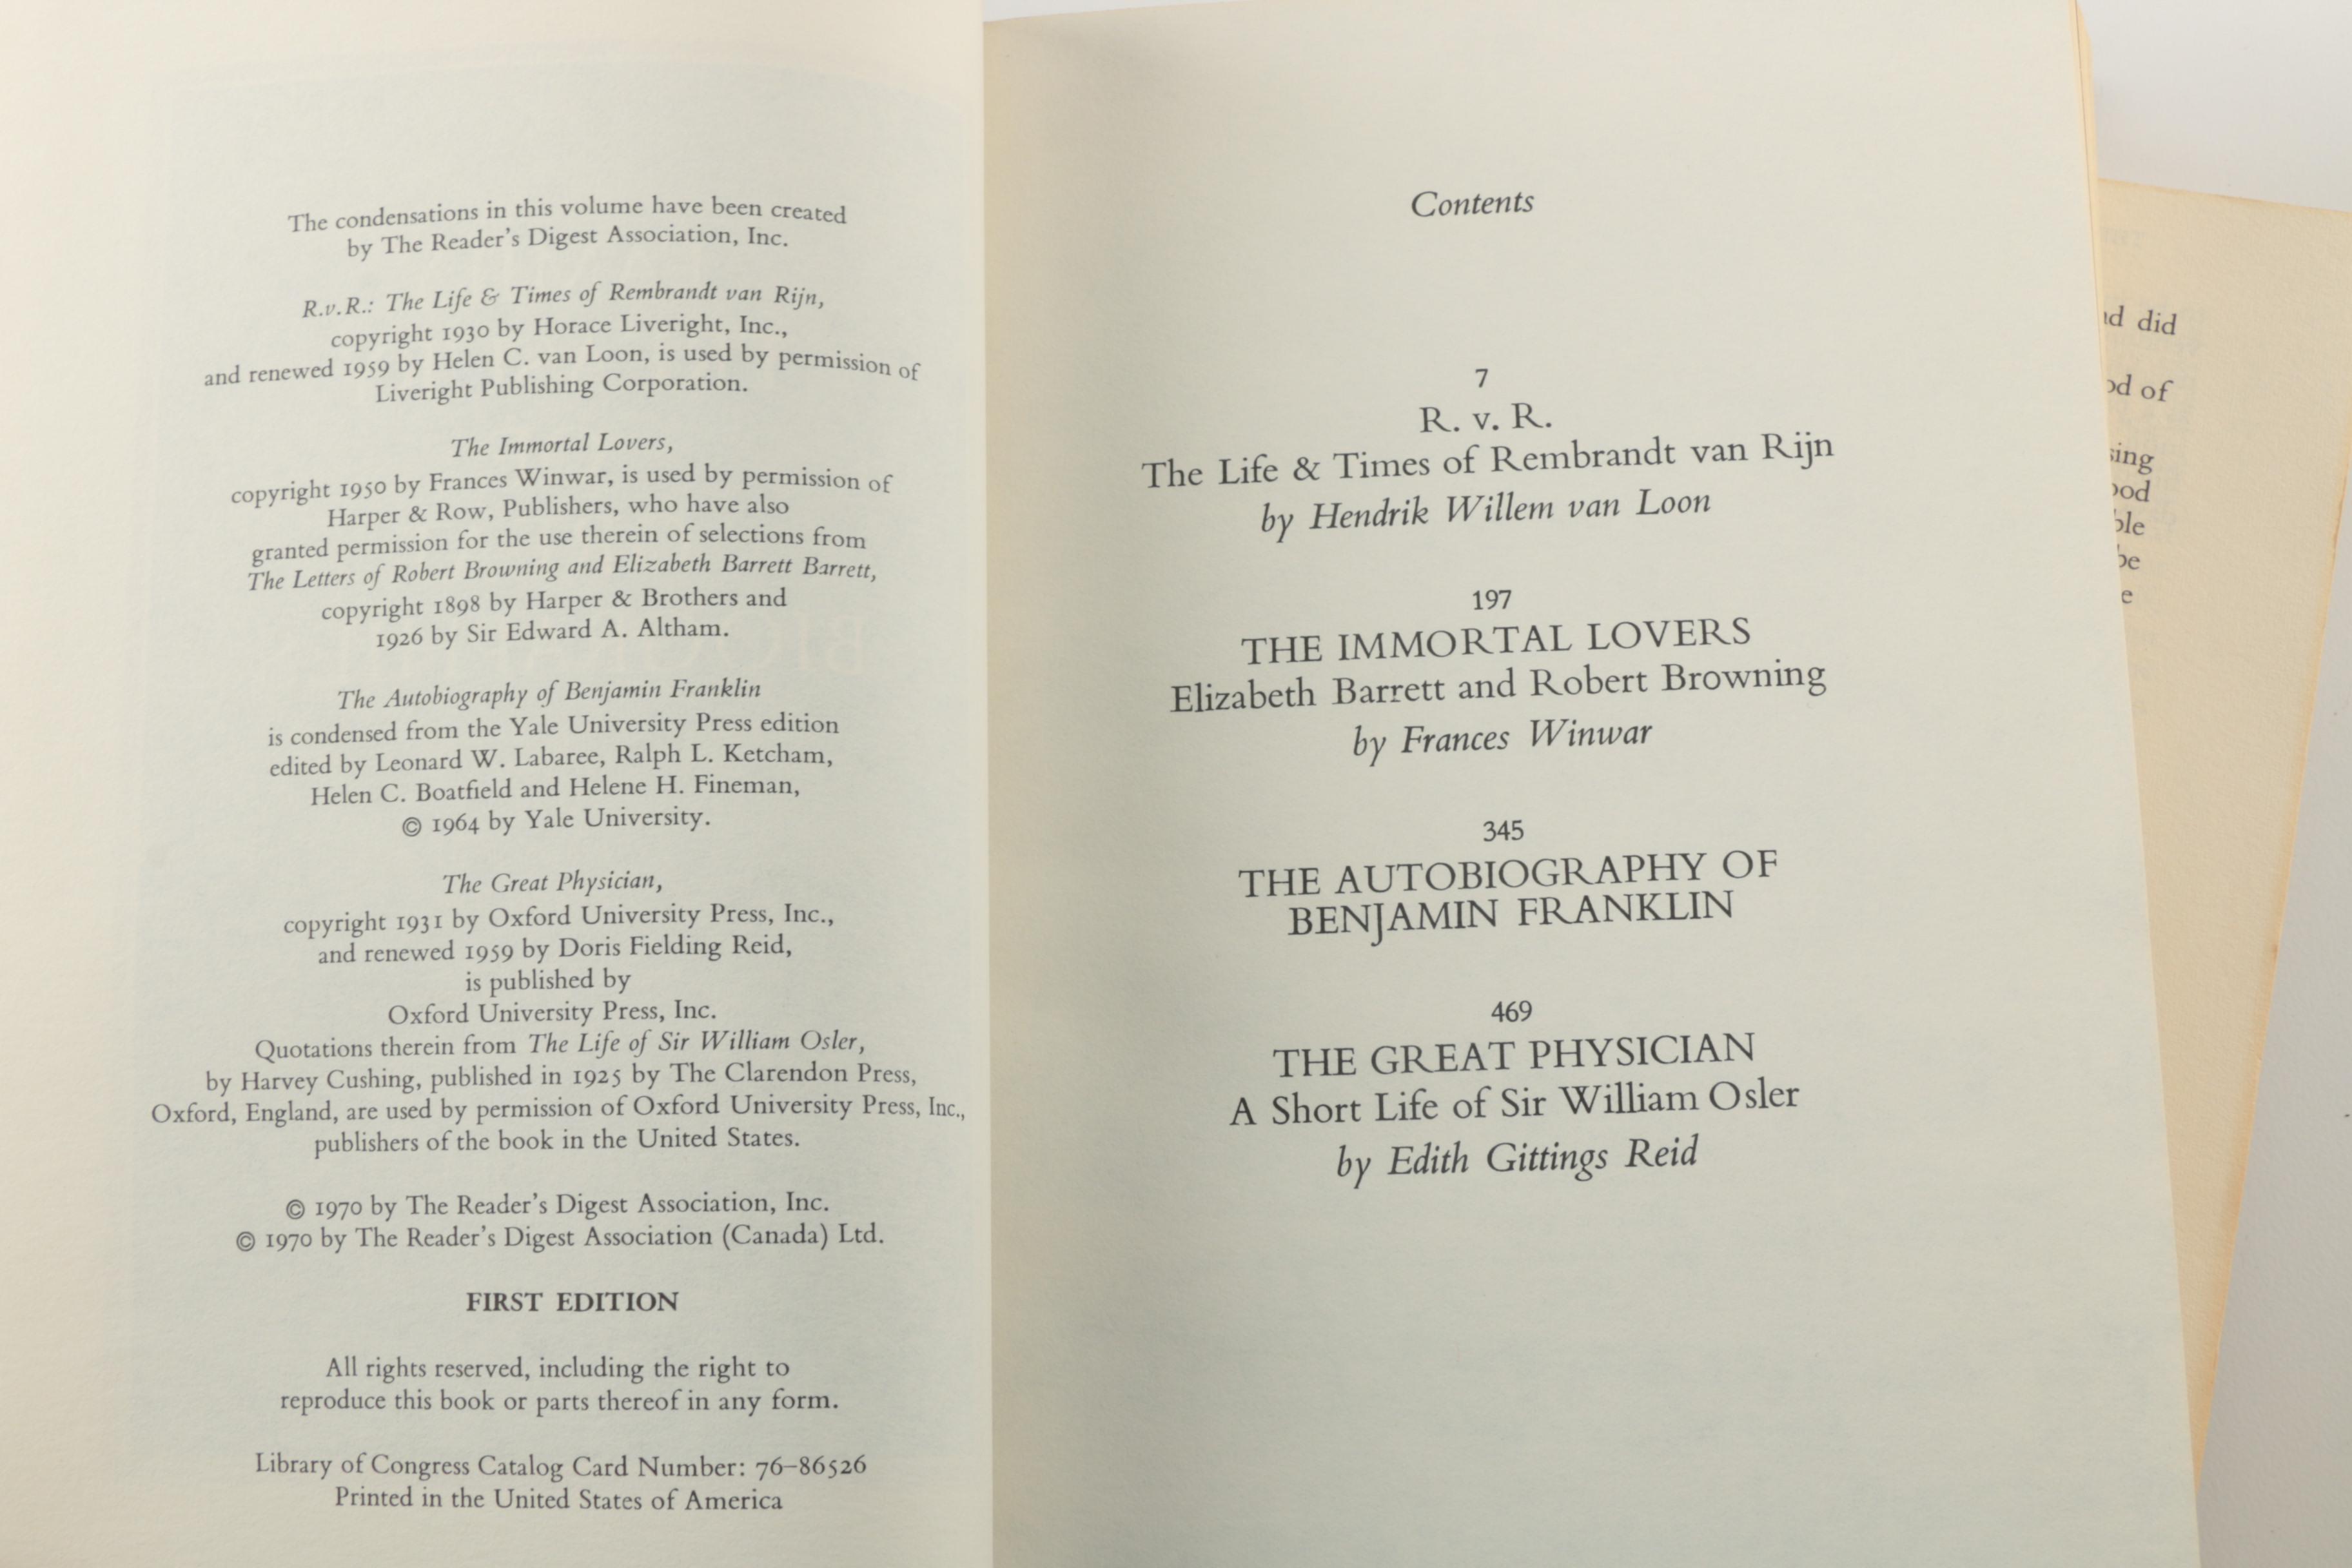 The condensations in this volume have been created
by The Reader's Digest Association, Inc.
R.v.R.: The Life & Times of Rembrandt van Rijn,
copyright 1930 by Horace Liveright, Inc.,
and renewed 1959 by Helen C. van Loon, is used by permission of
Liveright Publishing Corporation.
The Immortal Lovers,
copyright 1950 by Frances Winwar, is used by permission of
Harper & Row, Publishers, who have also
granted permission for the use therein of selections from
The Letters of Robert Browning and Elizabeth Barrett Barrett,
copyright 1898 by Harper & Brothers and
1926 by Sir Edward A. Altham.
The Autobiography of Benjamin Franklin
is condensed from the Yale University Press edition
edited by Leonard W. Labaree, Ralph L. Ketcham,
Helen C. Boatfield and Helene H. Fineman,
© 1964 by Yale University.
The Great Physician,
copyright 1931 by Oxford University Press, Inc.,
and renewed 1959 by Doris Fielding Reid,
is published by
Oxford University Press, Inc.
Quotations therein from The Life of Sir William Osler,
by Harvey Cushing, published in 1925 by The Clarendon Press,
Oxford, England, are used by permission of Oxford University Press, Inc.,
publishers of the book in the United States.
© 1970 by The Reader's Digest Association, Inc.
© 1970 by The Reader's Digest Association (Canada) Ltd.
FIRST EDITION
All rights reserved, including the right to
reproduce this book or parts thereof in any form.
Library of Congress Catalog Card Number: 76-86526
Printed in the United States of America
Contents
7
R. v. R.
The Life & Times of Rembrandt van Rijn
by Hendrik Willem van Loon
197
THE IMMORTAL LOVERS
Elizabeth Barrett and Robert Browning
by Frances Winwar
345
THE AUTOBIOGRAPHY OF
BENJAMIN FRANKLIN
469
THE GREAT PHYSICIAN
A Short Life of Sir William Osler
by Edith Gittings Reid
did
of